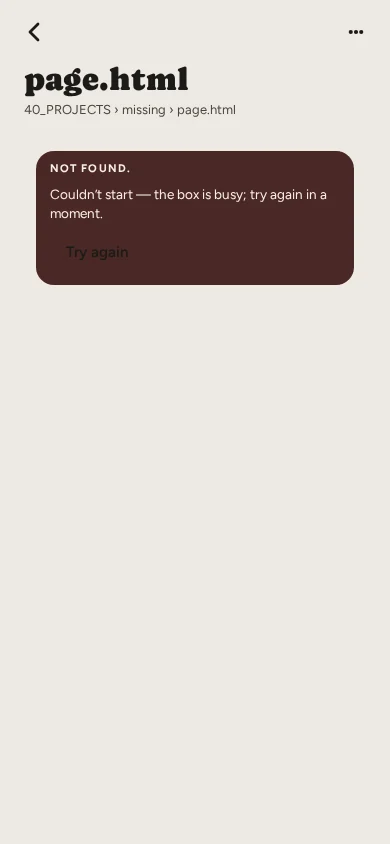 page.html
40_PROJECTS › missing › page.html
NOT FOUND.
Couldn't start — the box is busy; try again in a
moment.
Try again